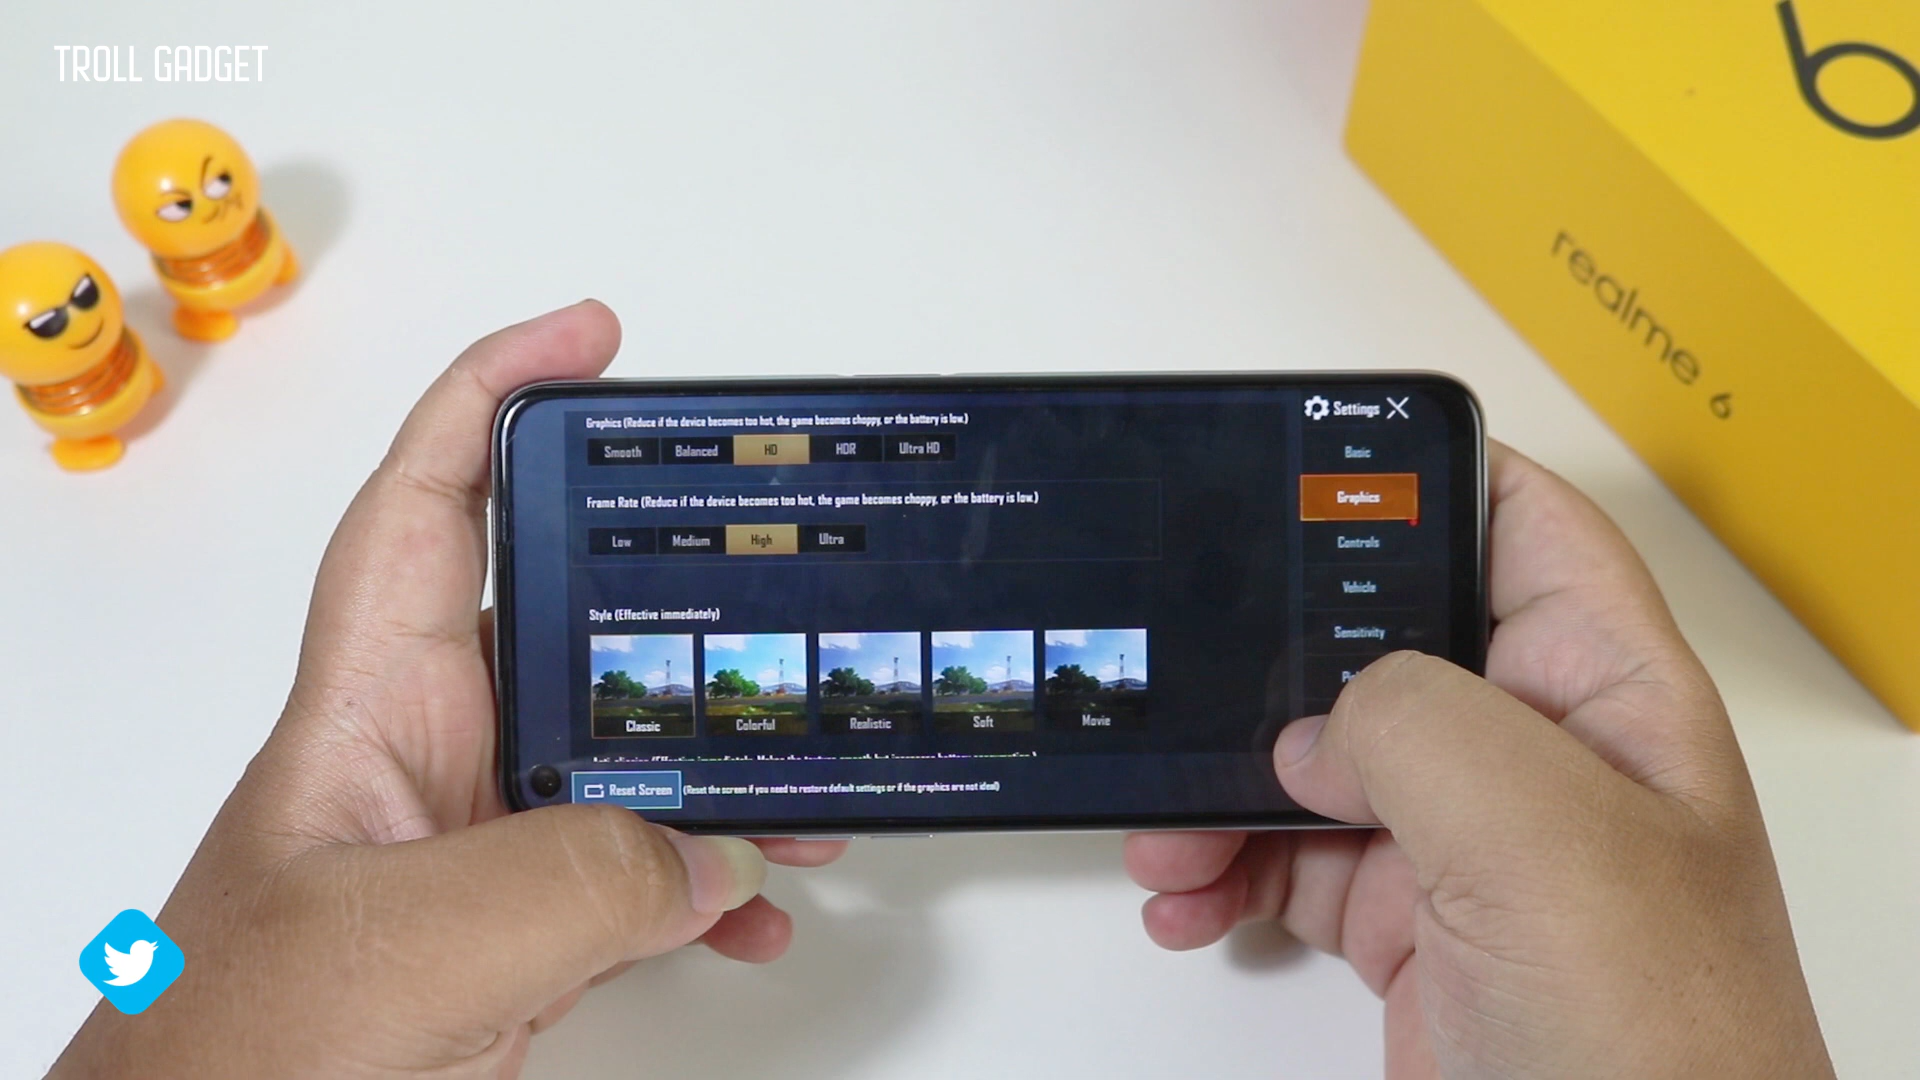 TROLL GADGET
6
realme 6
Graphics (Reduce if the device becomes too hot, the game becomes choppy, or the battery is low.)
Smooth Balanced HD HDR Ultra HD
Frame Rate (Reduce if the device becomes too hot, the game becomes choppy, or the battery is low.)
Low Medium High Ultra
Style (Effective immediately)
Classic Colorful Realistic Soft Movie
Reset Screen (Reset the screen if you need to restore default settings or if the graphics are not ideal)
Settings
Basic
Graphics
Controls
Vehicle
Sensitivity